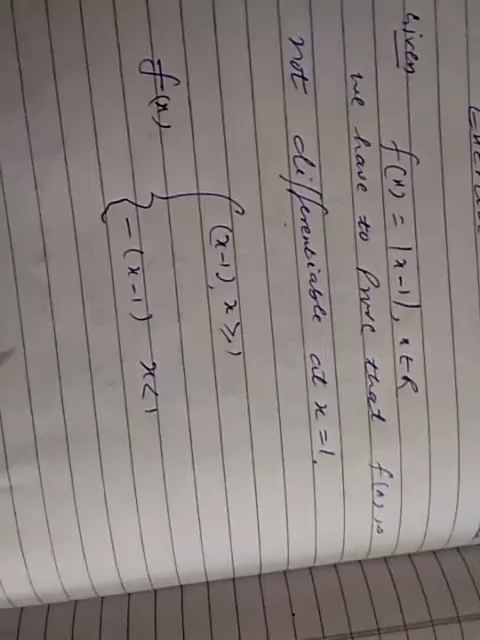 Given f(x) = |x-1|, x∈R
we have to Prove that f(x) is
not differentiable at x = 1.
f(x) { (x-1), x ≥ 1
-(x-1) x < 1